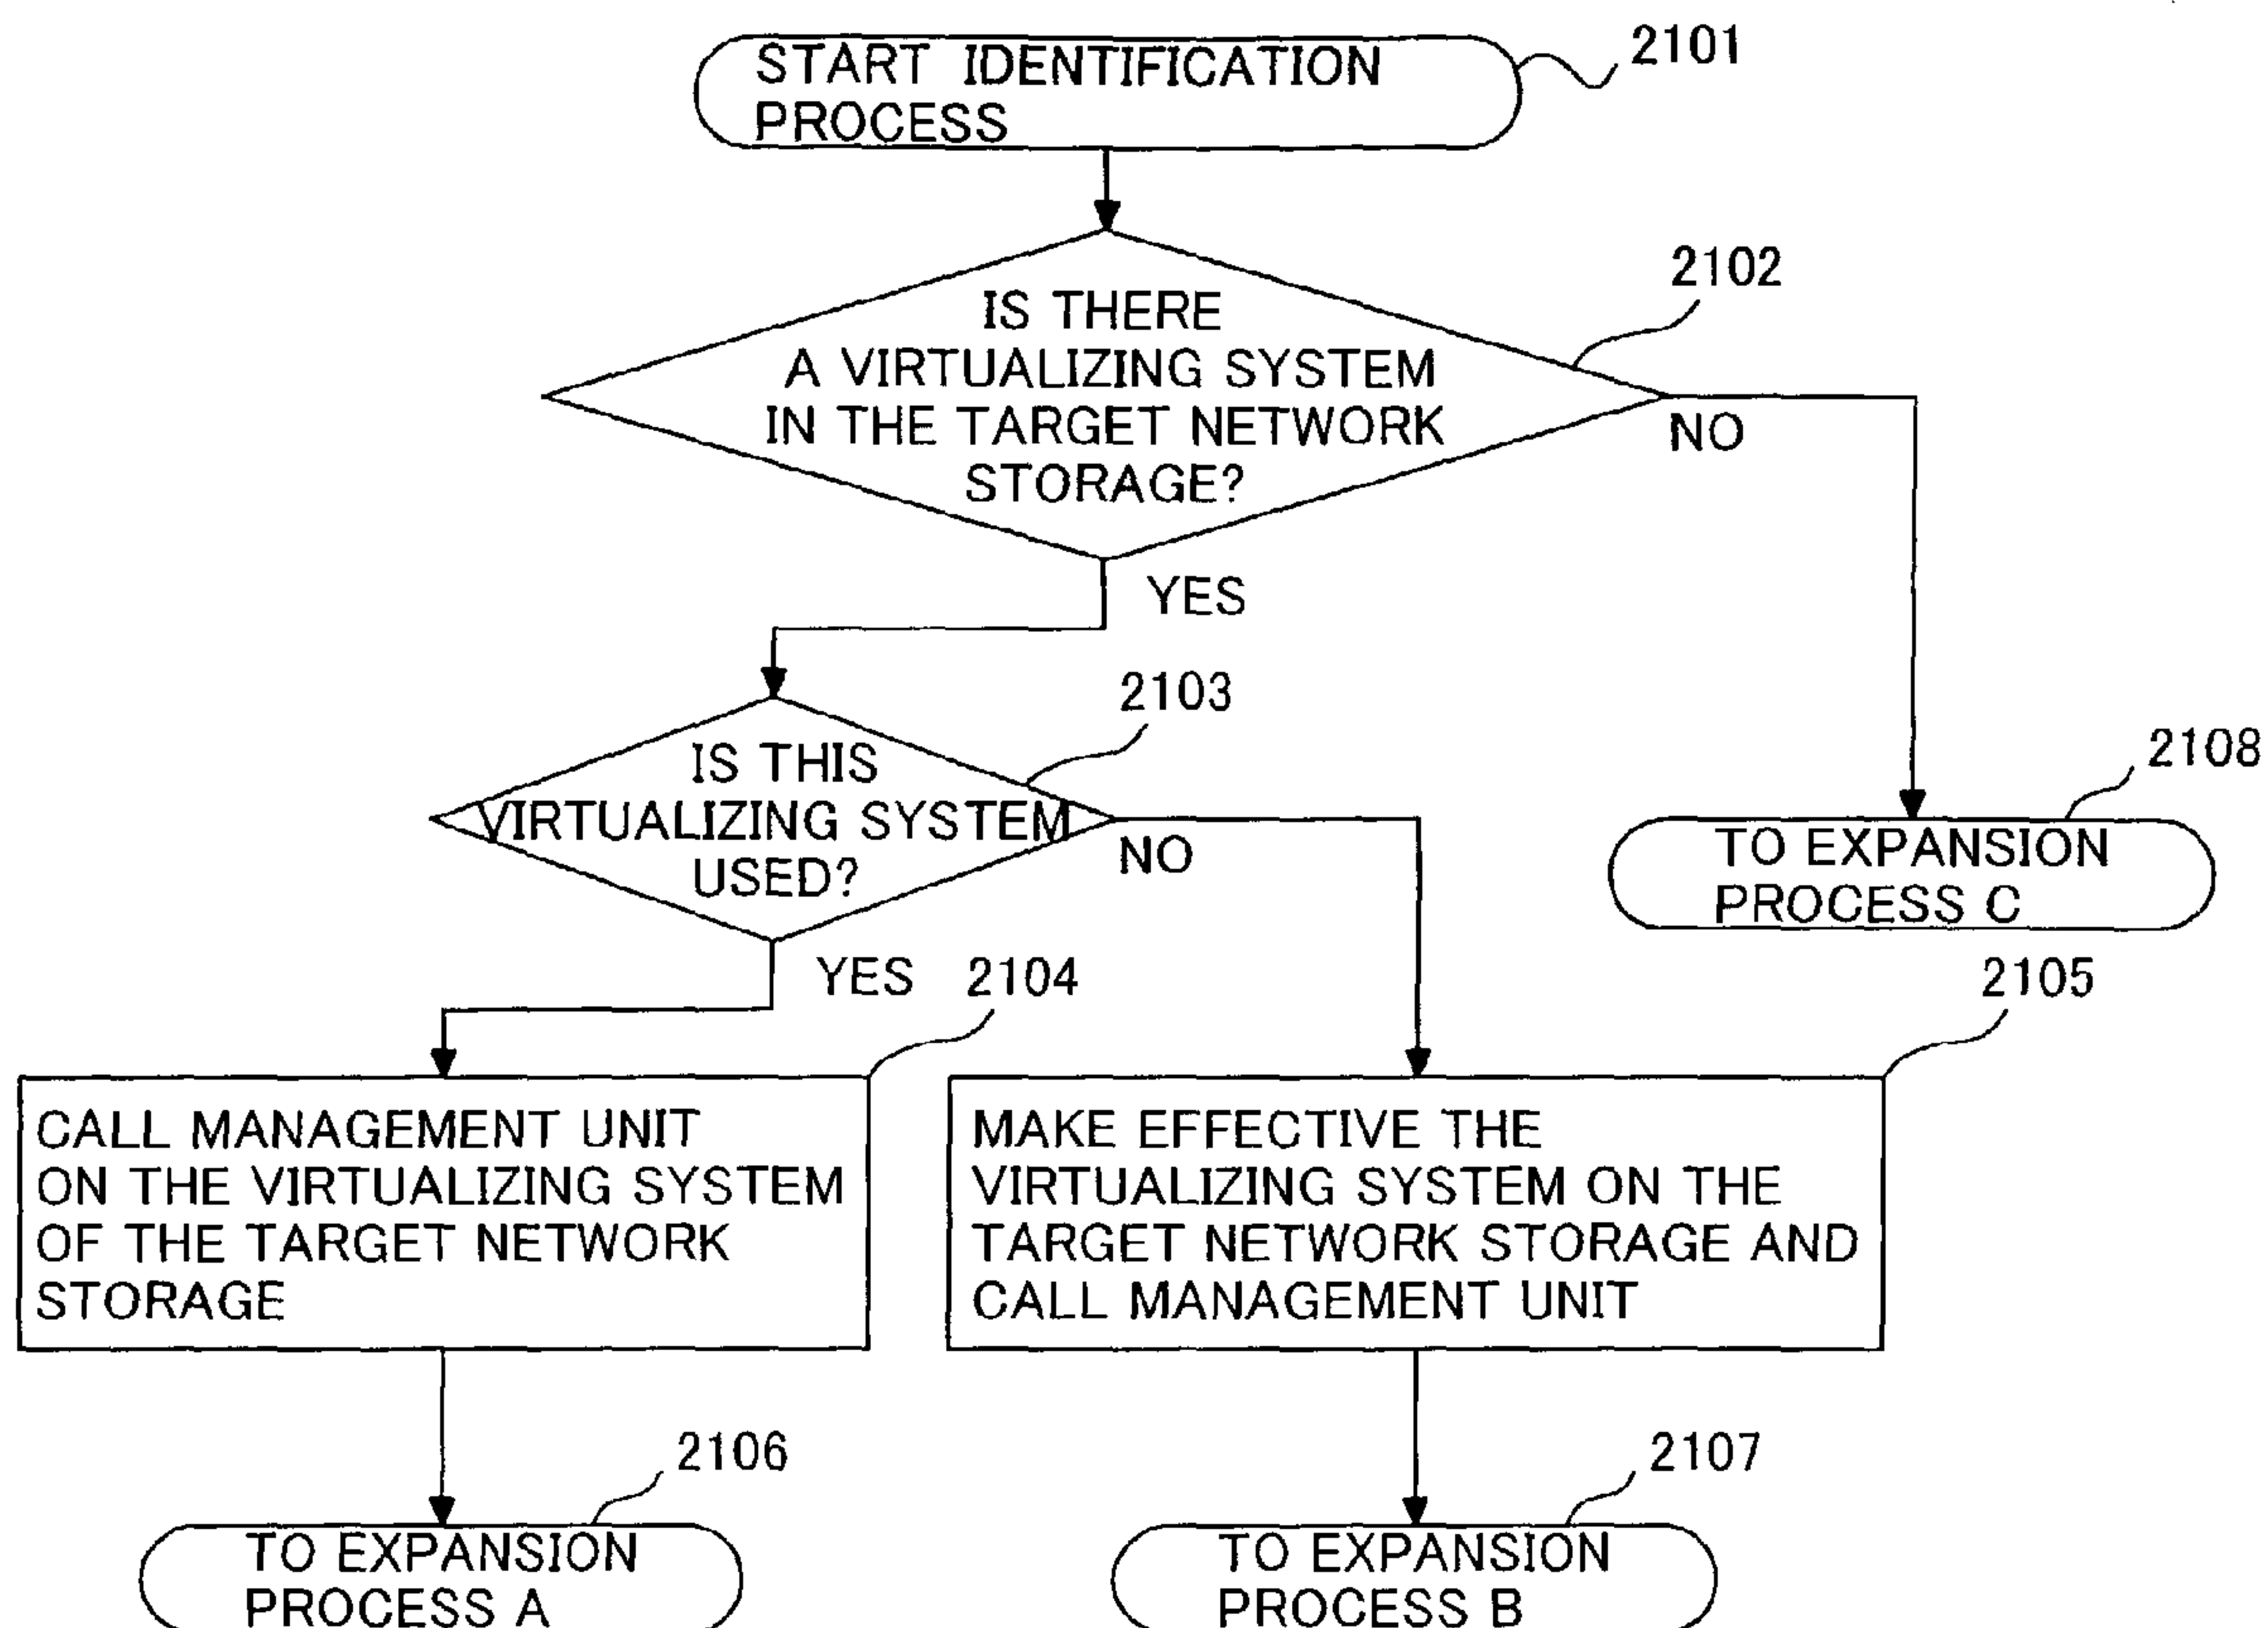 START IDENTIFICATION
PROCESS
2101
IS THERE
A VIRTUALIZING SYSTEM
IN THE TARGET NETWORK
STORAGE?
2102
NO
YES
IS THIS
VIRTUALIZING SYSTEM
USED?
2103
NO
YES
TO EXPANSION
PROCESS C
2108
CALL MANAGEMENT UNIT
ON THE VIRTUALIZING SYSTEM
OF THE TARGET NETWORK
STORAGE
2104
MAKE EFFECTIVE THE
VIRTUALIZING SYSTEM ON THE
TARGET NETWORK STORAGE AND
CALL MANAGEMENT UNIT
2105
TO EXPANSION
PROCESS A
2106
TO EXPANSION
PROCESS B
2107